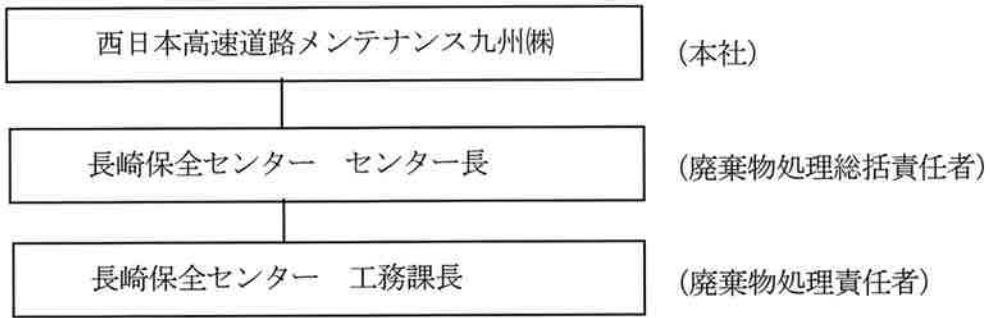 西日本高速道路メンテナンス九州㈱ (本社)
長崎保全センター　センター長 (廃棄物処理総括責任者)
長崎保全センター　工務課長 (廃棄物処理責任者)